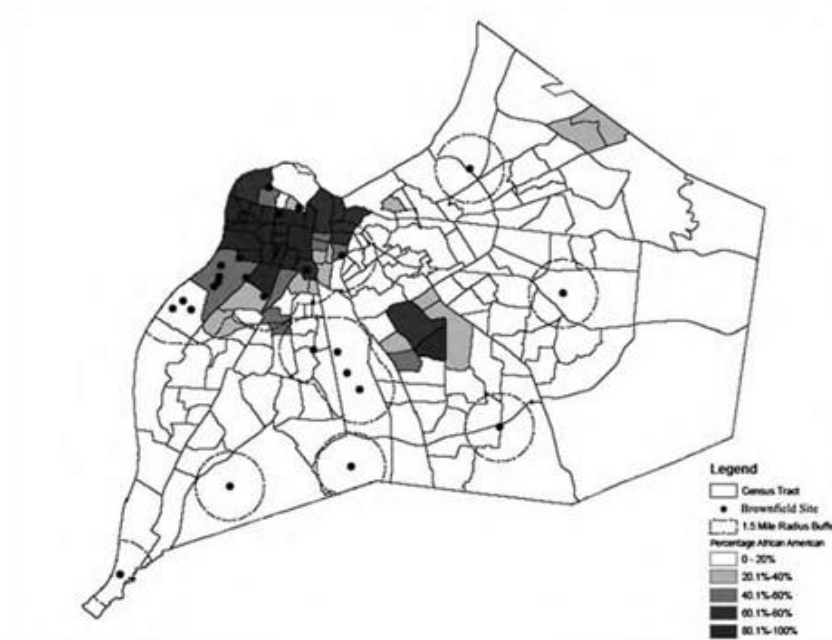 Legend
Census Tract
Brownfield Site
1.5 Mile Radius Buffe
Percentage African American
0 - 20%
20.1%-40%
40.1%-60%
60.1%-80%
80.1%-100%